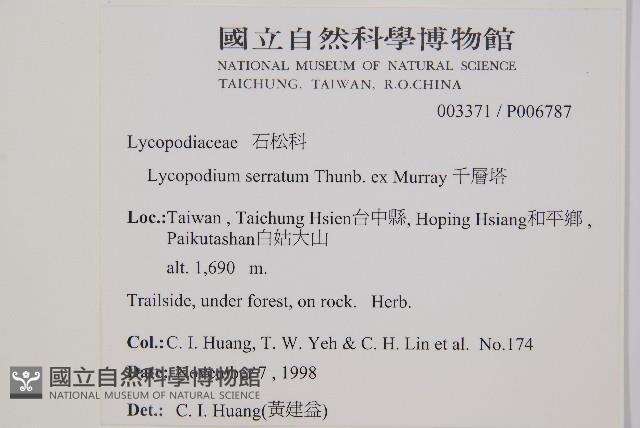 國立自然科學博物館
NATIONAL MUSEUM OF NATURAL SCIENCE
TAICHUNG, TAIWAN, R.O.CHINA
003371 / P006787
Lycopodiaceae 石松科
Lycopodium serratum Thunb. ex Murray 千層塔
Loc.:Taiwan , Taichung Hsien台中縣, Hoping Hsiang和平鄉 ,
Paikutashan白姑大山
alt. 1,690 m.
Trailside, under forest, on rock. Herb.
Col.:C. I. Huang, T. W. Yeh & C. H. Lin et al. No.174
Date: November 7 , 1998
國立自然科學博物館
NATIONAL MUSEUM OF NATURAL SCIENCE
Det.: C. I. Huang(黃建益)